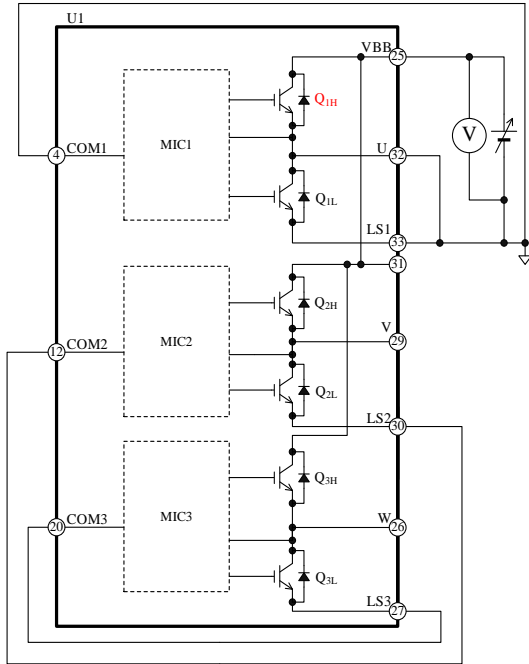 U1
VBB 25
Q1H
MIC1
V
4 COM1
U 32
Q1L
LS1 33
31
Q2H
V 29
12 COM2
MIC2
Q2L
LS2 30
Q3H
MIC3
20 COM3
W 26
Q3L
LS3 27